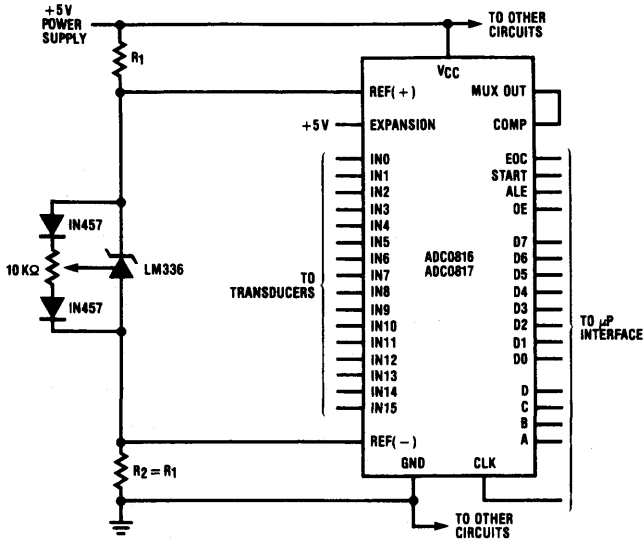 +5V
POWER
SUPPLY
TO OTHER
CIRCUITS
R1
VCC
REF(+)
MUX OUT
+5V
EXPANSION
COMP
IN0
IN1
IN2
IN3
IN4
IN5
IN6
IN7
IN8
IN9
IN10
IN11
IN12
IN13
IN14
IN15
EOC
START
ALE
OE
D7
D6
D5
D4
D3
D2
D1
D0
D
C
B
A
ADC0816
ADC0817
TO
TRANSDUCERS
TO μP
INTERFACE
IN457
10KΩ
LM336
IN457
REF(-)
R2 = R1
GND
CLK
TO OTHER
CIRCUITS